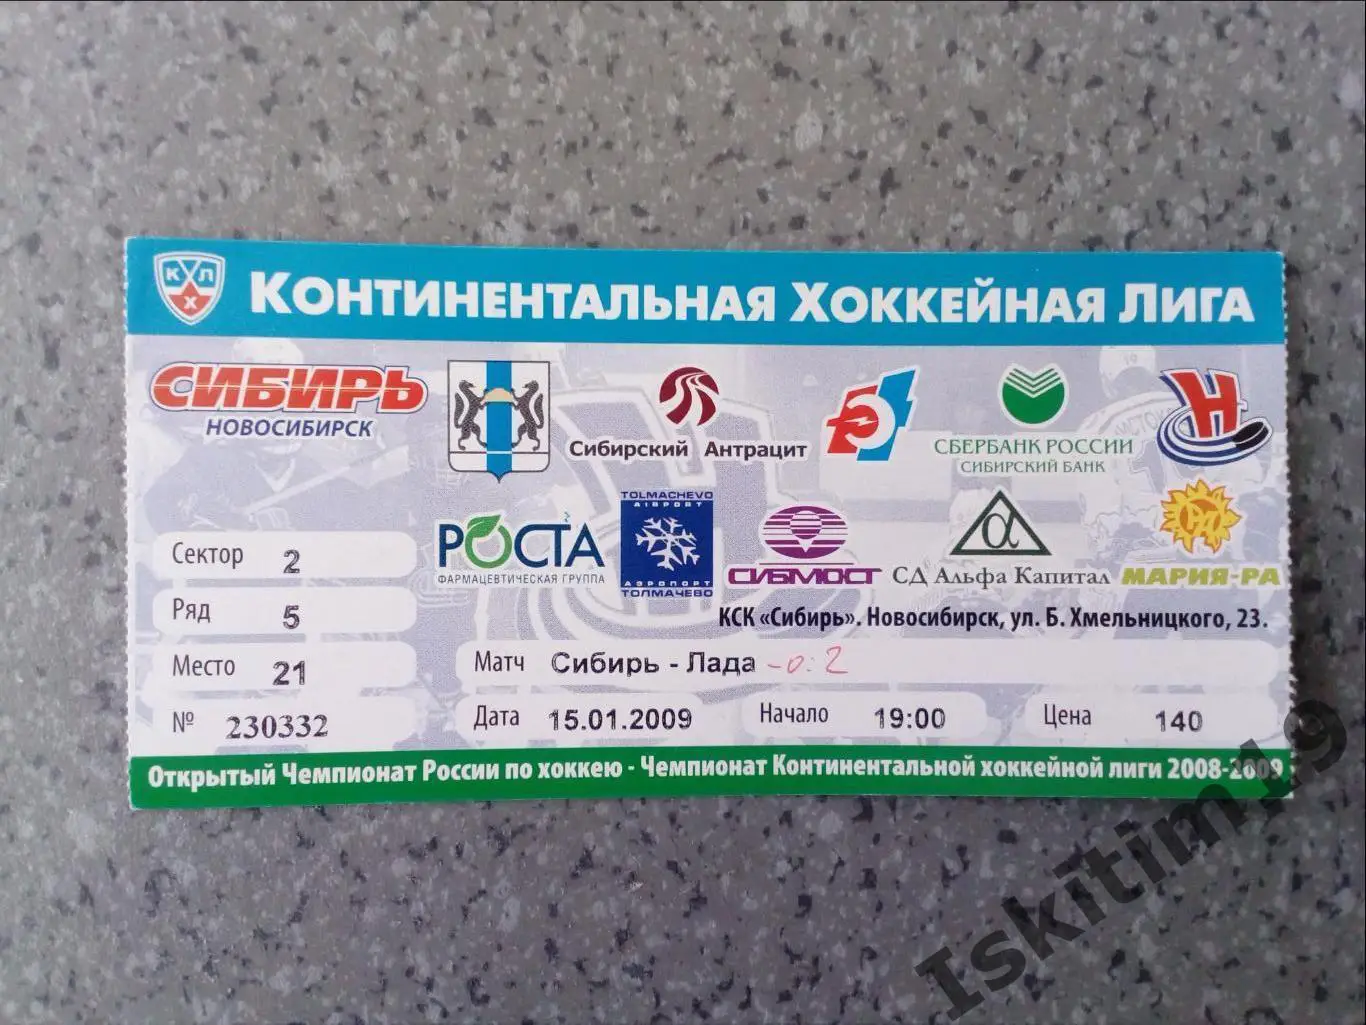 КХЛ
КОНТИНЕНТАЛЬНАЯ ХОККЕЙНАЯ ЛИГА
СИБИРЬ
НОВОСИБИРСК
Сибирский Антрацит
СБЕРБАНК РОССИИ
СИБИРСКИЙ БАНК
Н
РОСТА
ФАРМАЦЕВТИЧЕСКАЯ ГРУППА
TOLMACHEVO
AIRPORT
АЭРОПОРТ
ТОЛМАЧЕВО
СИБМОСТ
α
СД Альфа Капитал
РА
МАРИЯ-РА
КСК «Сибирь». Новосибирск, ул. Б. Хмельницкого, 23.
Сектор 2
Ряд 5
Место 21
№ 230332
Матч Сибирь - Лада - 0:2
Дата 15.01.2009 Начало 19:00 Цена 140
Открытый Чемпионат России по хоккею - Чемпионат Континентальной хоккейной лиги 2008-2009
Iskitim19